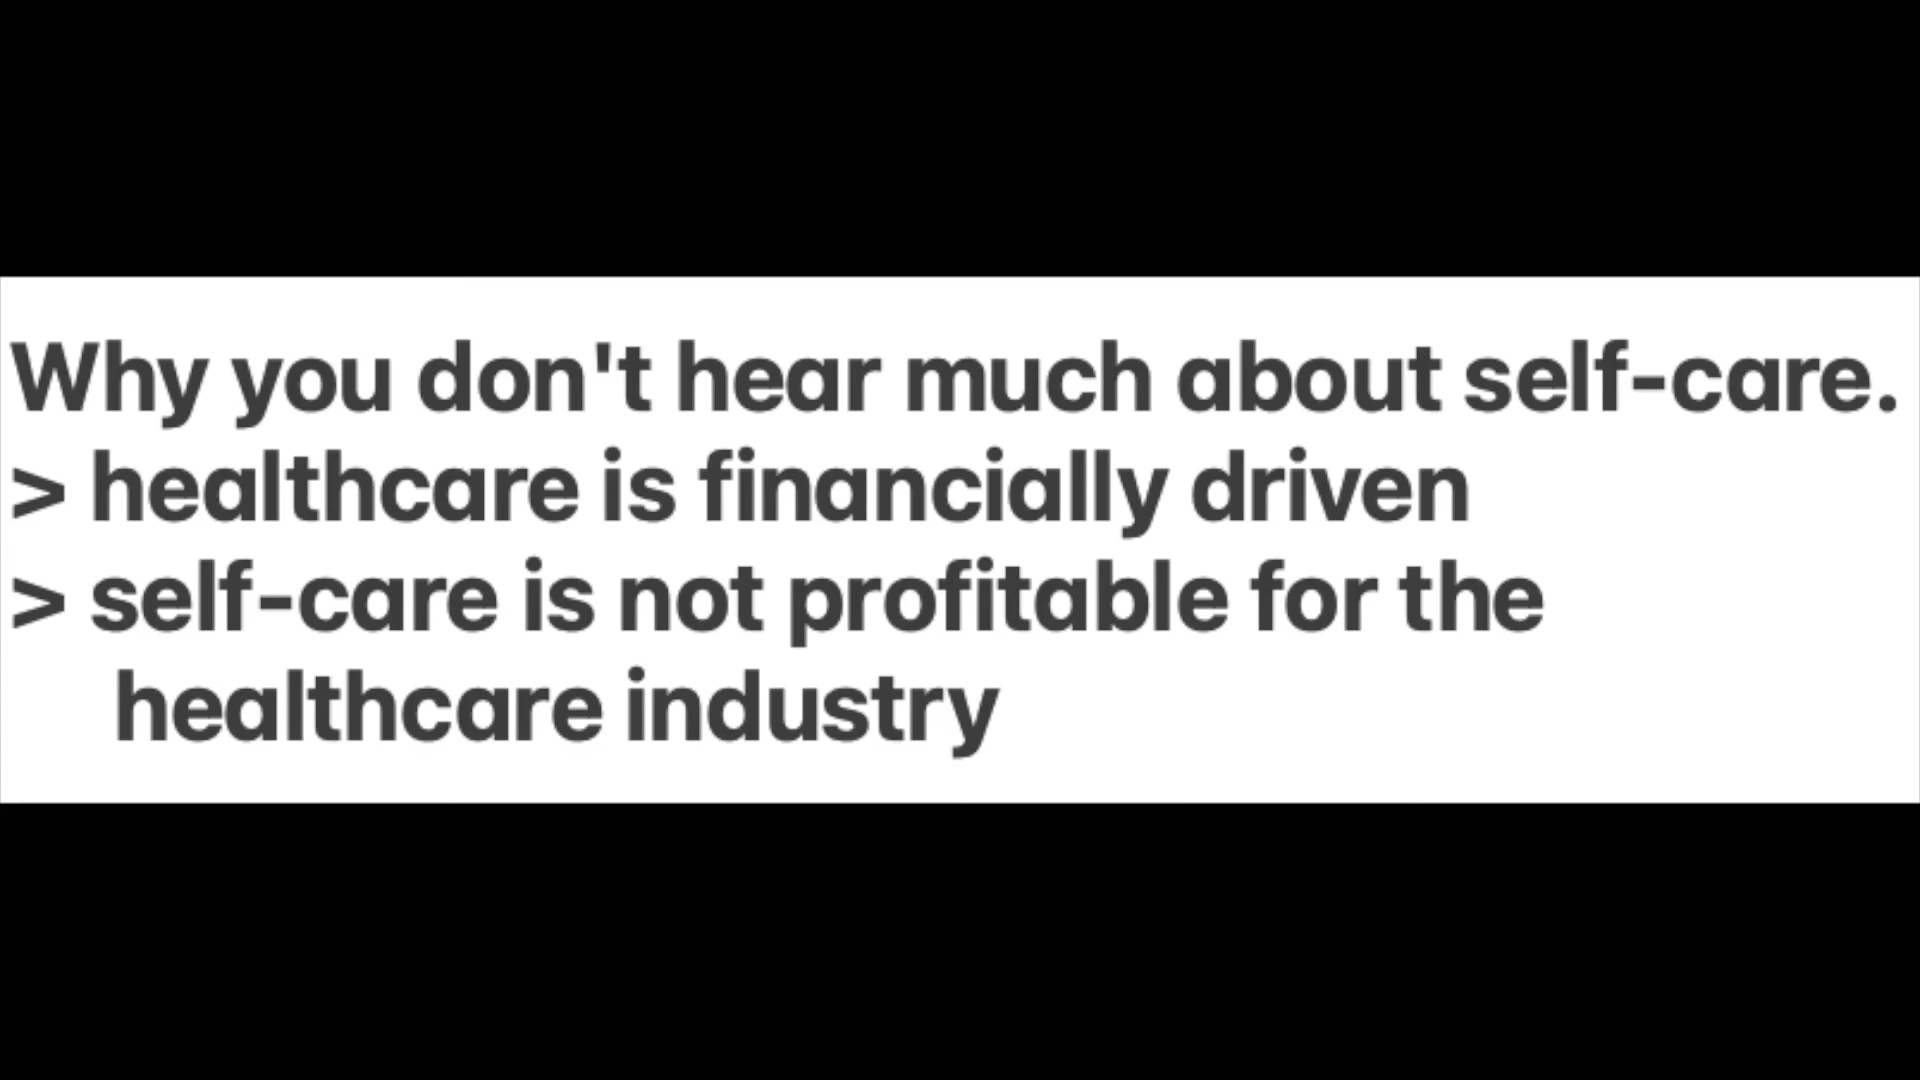 Why you don't hear much about self-care.
> healthcare is financially driven
> self-care is not profitable for the
healthcare industry